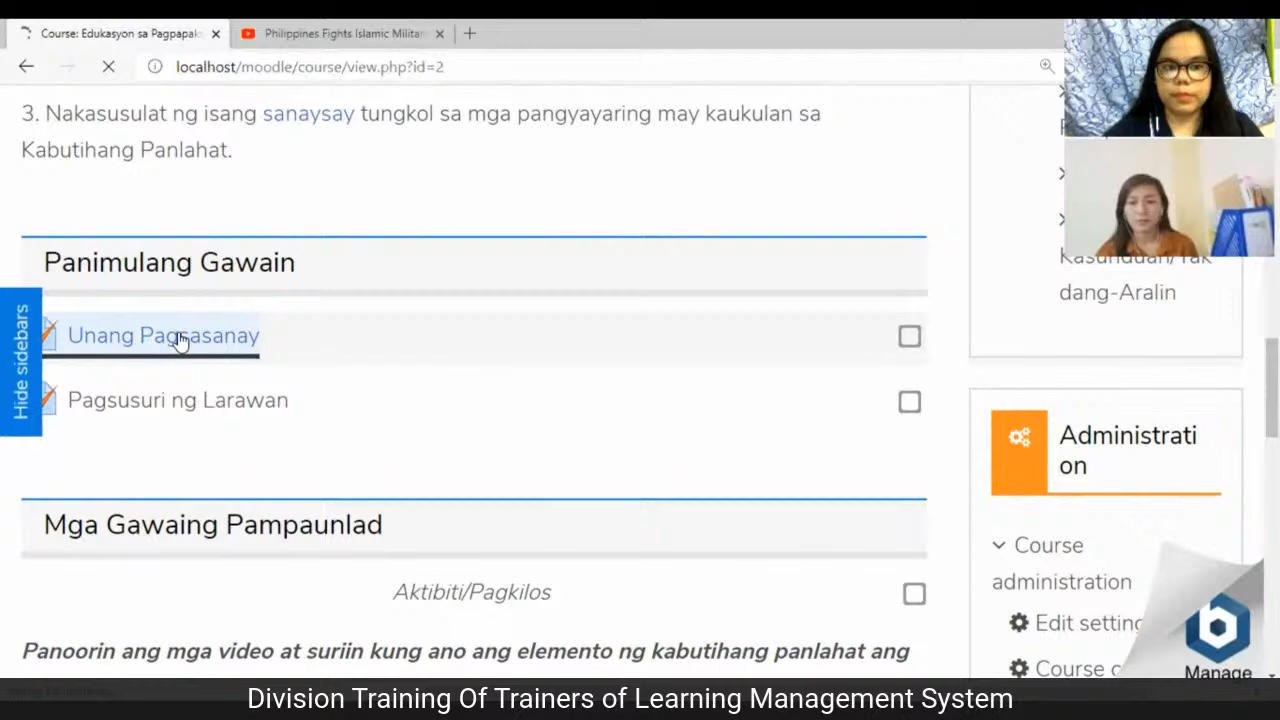 Course: Edukasyon sa Pagpapak
Philippines Fights Islamic Militan
localhost/moodle/course/view.php?id=2
3. Nakasusulat ng isang sanaysay tungkol sa mga pangyayaring may kaukulan sa
Kabutihang Panlahat.
Panimulang Gawain
Unang Pagsasanay
Pagsusuri ng Larawan
Mga Gawaing Pampaunlad
Aktibiti/Pagkilos
Panoorin ang mga video at suriin kung ano ang elemento ng kabutihang panlahat ang
Hide sidebars
dang-Aralin
Administrati
on
Course
administration
Edit setting
Course c
Manage
Division Training Of Trainers of Learning Management System